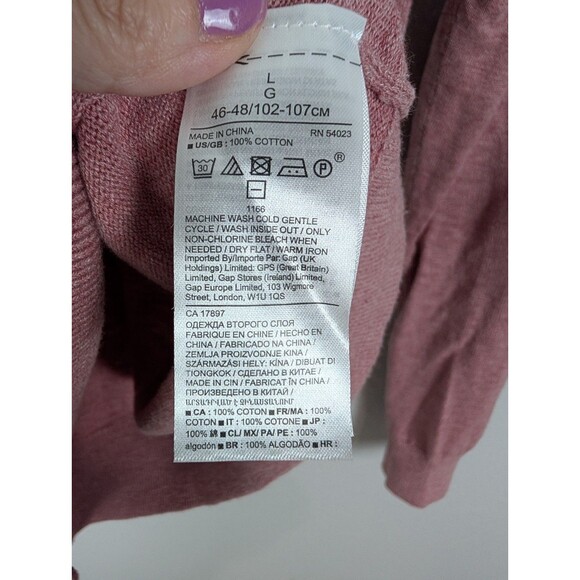 L
G
46-48/102-107CM
MADE IN CHINA RN 54023
■ US/GB : 100% COTTON
30 P ®
1166
MACHINE WASH COLD GENTLE
CYCLE / WASH INSIDE OUT / ONLY
NON-CHLORINE BLEACH WHEN
NEEDED / DRY FLAT / WARM IRON
Imported By/Importe Par: Gap (UK
Holdings) Limited: GPS (Great Britain)
Limited, Gap Stores (Ireland) Limited,
Gap Europe Limited, 103 Wigmore
Street, London, W1U 1QS
CA 17897
ОДЕЖДА ВТОРОГО СЛОЯ
FABRIQUE EN CHINE / HECHO EN
CHINA / FABRICADO NA CHINA /
ZEMLJA PROIZVODNJE KINA /
SZÁRMAZÁSI HELY: KÍNA / DIBUAT DI
TIONGKOK / СДЕЛАНО В КИТАЕ /
MADE IN CIN / FABRICAT ÎN CHINA /
ПРОИЗВЕДЕНО В КИТАЙ /
ԱՐՏԱԴՐՎԱԾ Է ՉԻՆԱՍՏԱՆՈՒՄ
■ CA : 100% COTON ■ FR/MA : 100%
COTON ■ IT : 100% COTONE ■ JP :
100% 綿 ■ CL/ MX/ PA/ PE : 100%
algodón ■ BR : 100% ALGODÃO ■ HR :